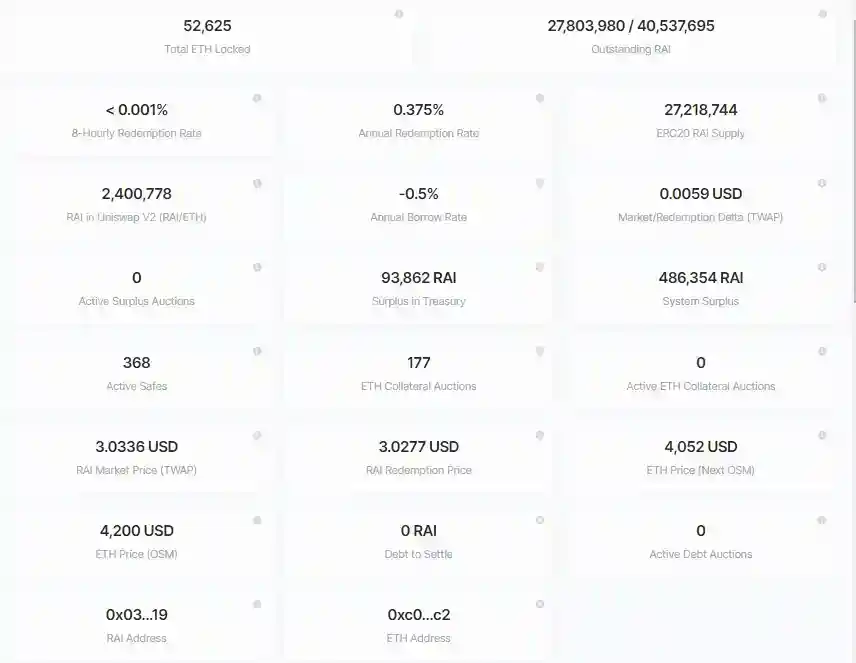 52,625
Total ETH Locked
27,803,980 / 40,537,695
Outstanding RAI
< 0.001%
8-Hourly Redemption Rate
0.375%
Annual Redemption Rate
27,218,744
ERC20 RAI Supply
2,400,778
RAI in Uniswap V2 (RAI/ETH)
-0.5%
Annual Borrow Rate
0.0059 USD
Market/Redemption Delta (TWAP)
0
Active Surplus Auctions
93,862 RAI
Surplus in Treasury
486,354 RAI
System Surplus
368
Active Safes
177
ETH Collateral Auctions
0
Active ETH Collateral Auctions
3.0336 USD
RAI Market Price (TWAP)
3.0277 USD
RAI Redemption Price
4,052 USD
ETH Price (Next OSM)
4,200 USD
ETH Price (OSM)
0 RAI
Debt to Settle
0
Active Debt Auctions
0x03...19
RAI Address
0xc0...c2
ETH Address